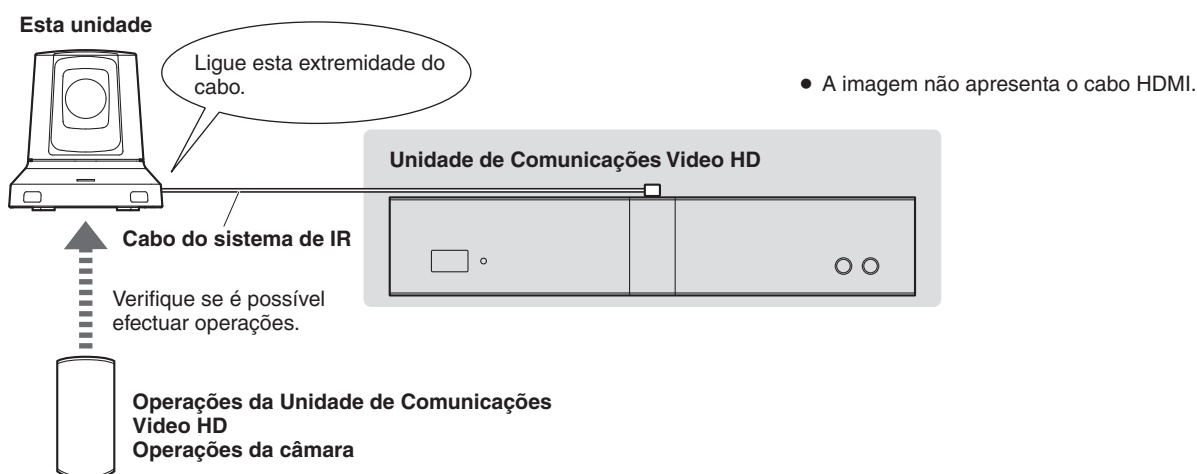 Esta unidade
Ligue esta extremidade do
cabo.
● A imagem não apresenta o cabo HDMI.
Unidade de Comunicações Video HD
Cabo do sistema de IR
Verifique se é possível
efectuar operações.
Operações da Unidade de Comunicações
Video HD
Operações da câmara